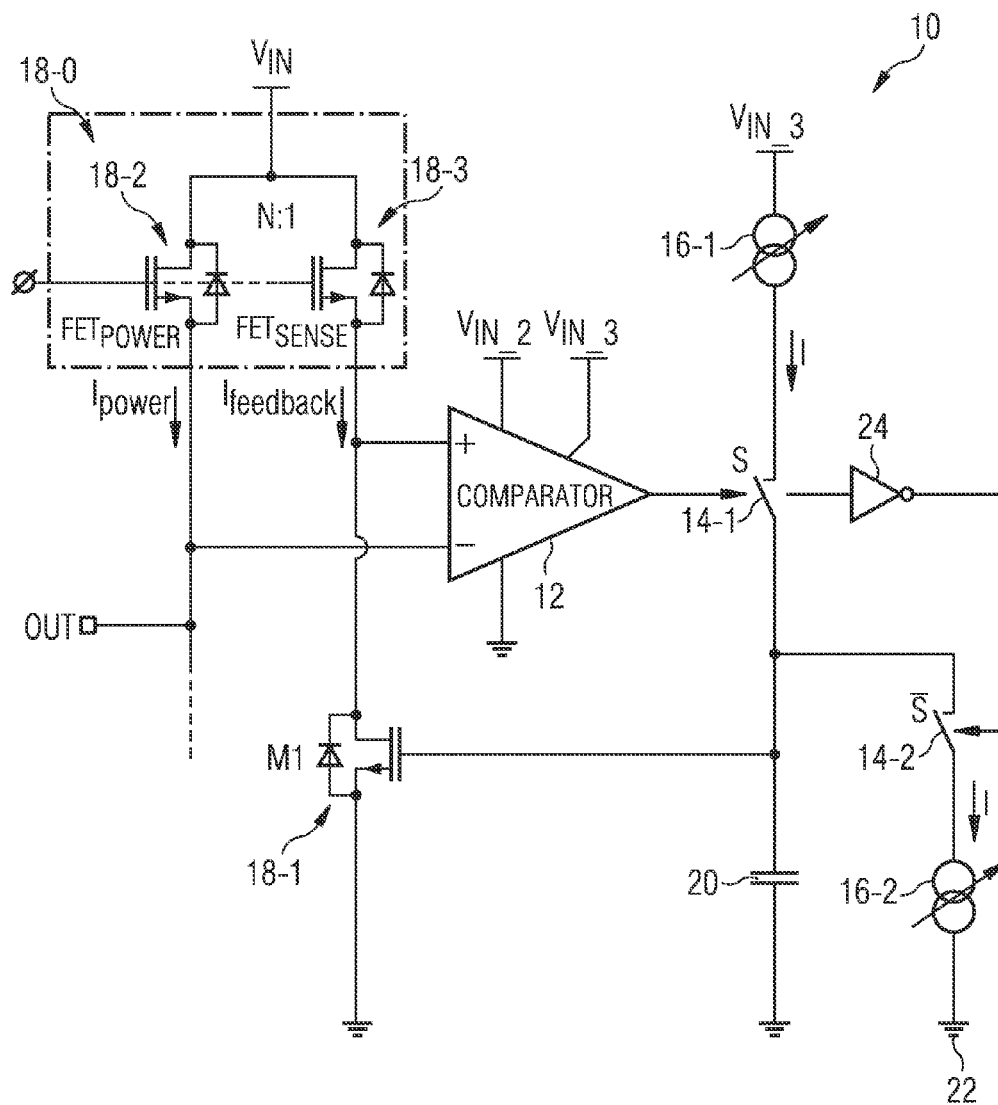 10
18-0
VIN
VIN_3
18-2
18-3
N:1
16-1
FETPOWER
FETSENSE
VIN_2
VIN_3
I
Ipower
Ifeedback
+
COMPARATOR
−
12
S
14-1
24
OUT
S̅
14-2
M1
18-1
I
20
16-2
22